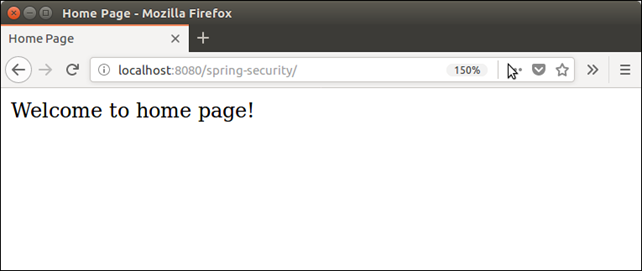 Home Page - Mozilla Firefox
Home Page
localhost:8080/spring-security/
150%
Welcome to home page!